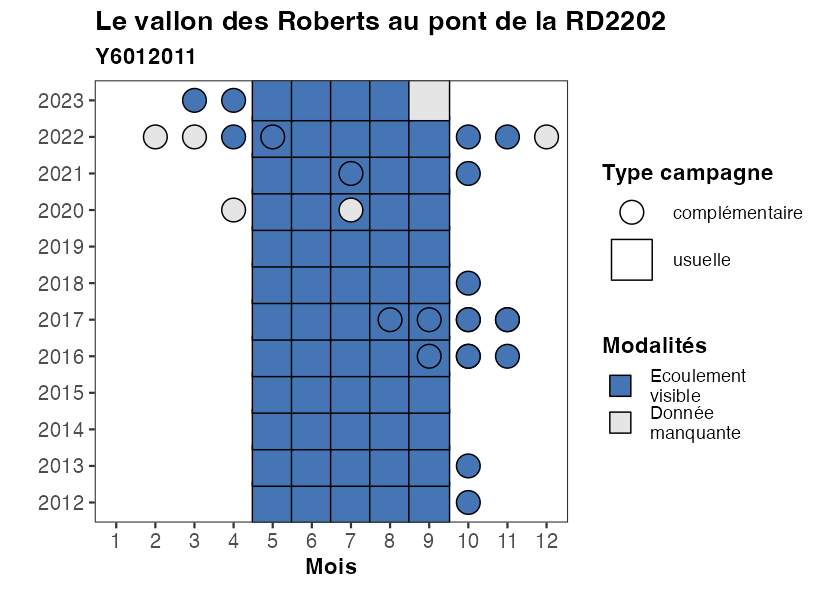 Le vallon des Roberts au pont de la RD2202
Y6012011
2023
2022
2021
2020
2019
2018
2017
2016
2015
2014
2013
2012
1 2 3 4 5 6 7 8 9 10 11 12
Mois
Type campagne
complémentaire
usuelle
Modalités
Ecoulement
visible
Donnée
manquante